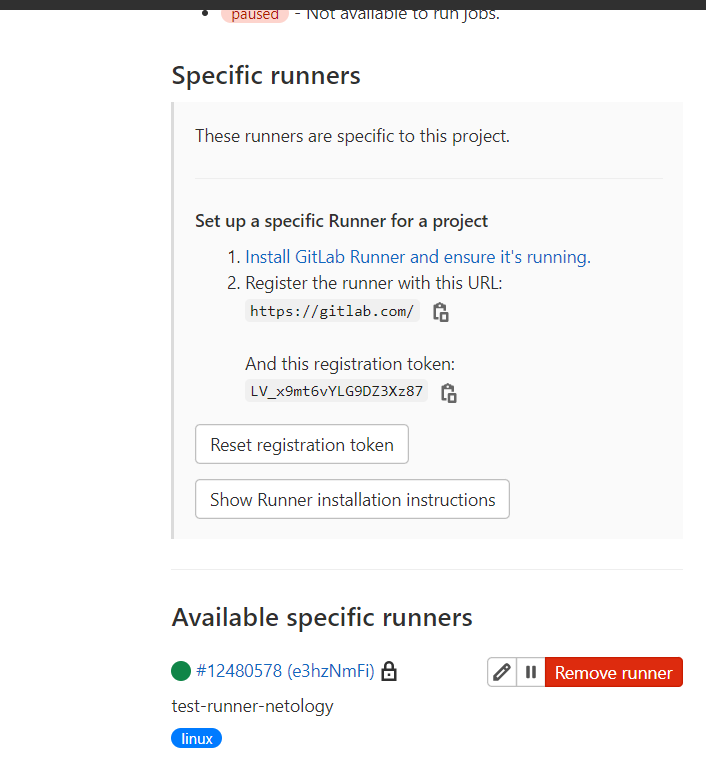 paused - Not available to run jobs.
Specific runners
These runners are specific to this project.
Set up a specific Runner for a project
1. Install GitLab Runner and ensure it's running.
2. Register the runner with this URL:
https://gitlab.com/
And this registration token:
LV_x9mt6vYLG9DZ3Xz87
Reset registration token
Show Runner installation instructions
Available specific runners
#12480578 (e3hzNmFi) Remove runner
test-runner-netology
linux